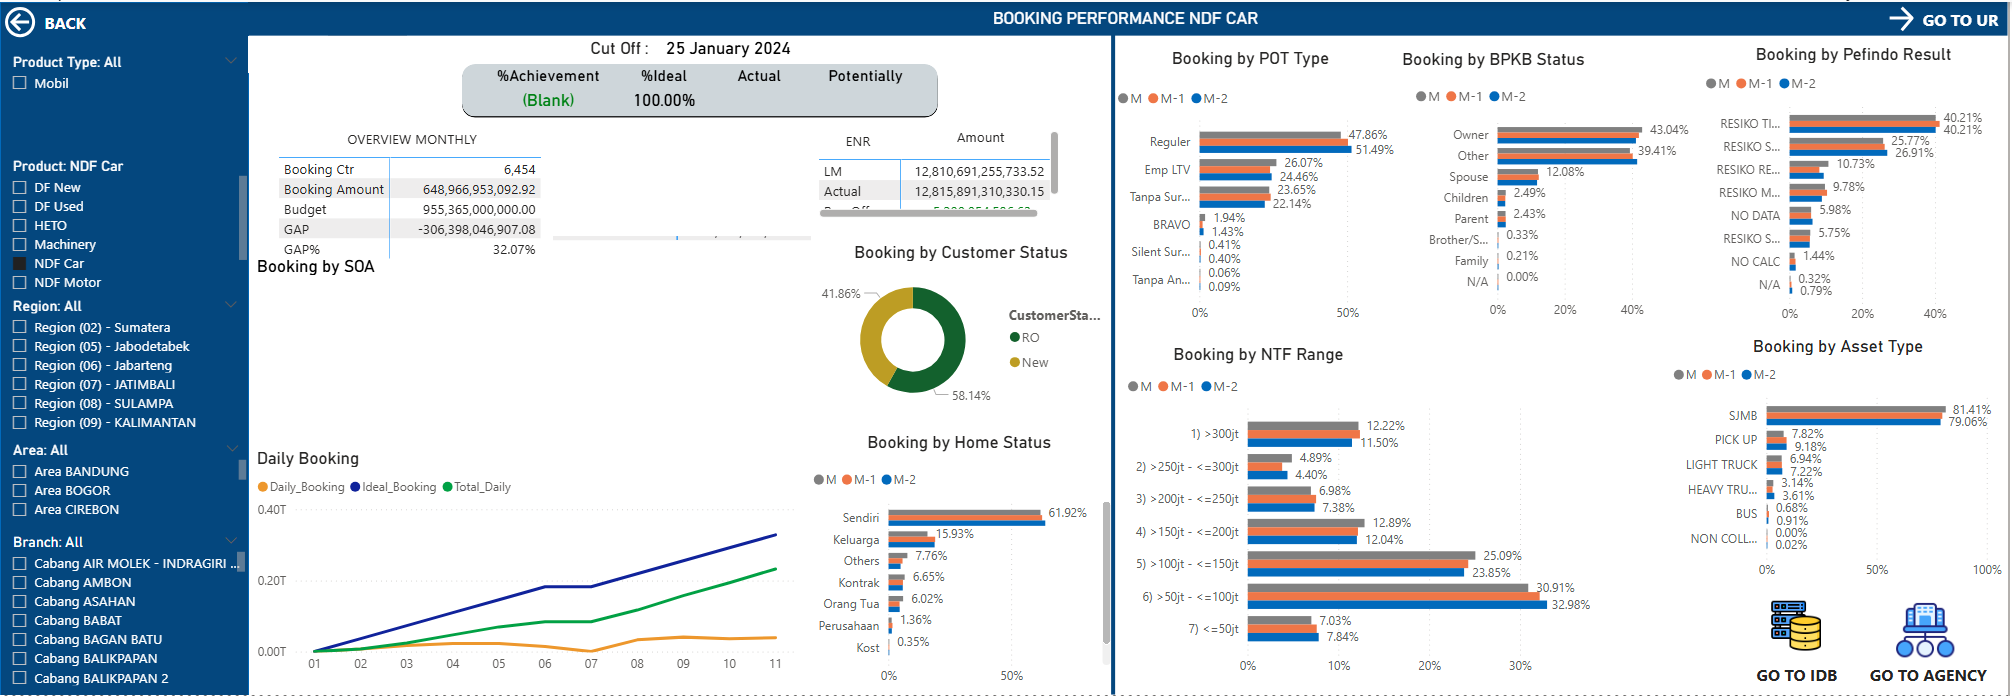 BACK
BOOKING PERFORMANCE NDF CAR
GO TO UR
Product Type: All
Mobil
Product: NDF Car
DF New
DF Used
HETO
Machinery
NDF Car
NDF Motor
Region: All
Region (02) - Sumatera
Region (05) - Jabodetabek
Region (06) - Jabarteng
Region (07) - JATIMBALI
Region (08) - SULAMPA
Region (09) - KALIMANTAN
Area: All
Area BANDUNG
Area BOGOR
Area CIREBON
Branch: All
Cabang AIR MOLEK - INDRAGIRI ...
Cabang AMBON
Cabang ASAHAN
Cabang BABAT
Cabang BAGAN BATU
Cabang BALIKPAPAN
Cabang BALIKPAPAN 2
Cut Off : 25 January 2024
%Achievement %Ideal Actual Potentially
(Blank) 100.00%
OVERVIEW MONTHLY
Booking Ctr 6,454
Booking Amount 648,966,953,092.92
Budget 955,365,000,000.00
GAP -306,398,046,907.08
GAP% 32.07%
ENR Amount
LM 12,810,691,255,733.52
Actual 12,815,891,310,330.15
Booking by SOA
Booking by Customer Status
41.86%
58.14%
CustomerSta...
RO
New
Daily Booking
Daily_Booking Ideal_Booking Total_Daily
0.40T
0.20T
0.00T
01 02 03 04 05 06 07 08 09 10 11
Booking by Home Status
M M-1 M-2
Sendiri 61.92%
Keluarga 15.93%
Others 7.76%
Kontrak 6.65%
Orang Tua 6.02%
Perusahaan 1.36%
Kost 0.35%
0% 50%
Booking by POT Type
M M-1 M-2
Reguler 47.86%
51.49%
Emp LTV 26.07%
24.46%
Tanpa Sur... 23.65%
22.14%
BRAVO 1.94%
1.43%
Silent Sur... 0.41%
0.40%
Tanpa An... 0.06%
0.09%
0% 50%
Booking by BPKB Status
M M-1 M-2
Owner 43.04%
Other 39.41%
Spouse 12.08%
Children 2.49%
Parent 2.43%
Brother/S... 0.33%
Family 0.21%
N/A 0.00%
0% 20% 40%
Booking by Pefindo Result
M M-1 M-2
RESIKO TI... 40.21%
40.21%
RESIKO S... 25.77%
26.91%
RESIKO RE... 10.73%
RESIKO M... 9.78%
NO DATA 5.98%
RESIKO S... 5.75%
NO CALC 1.44%
N/A 0.32%
0.79%
0% 20% 40%
Booking by NTF Range
M M-1 M-2
1) >300jt 12.22%
11.50%
2) >250jt - <=300jt 4.89%
4.40%
3) >200jt - <=250jt 6.98%
7.38%
4) >150jt - <=200jt 12.89%
12.04%
5) >100jt - <=150jt 25.09%
23.85%
6) >50jt - <=100jt 30.91%
32.98%
7) <=50jt 7.03%
7.84%
0% 10% 20% 30%
Booking by Asset Type
M M-1 M-2
SJMB 81.41%
79.06%
PICK UP 7.82%
9.18%
LIGHT TRUCK 6.94%
7.22%
HEAVY TRU... 3.14%
3.61%
BUS 0.68%
0.91%
NON COLL... 0.00%
0.02%
0% 50% 100%
GO TO IDB
GO TO AGENCY